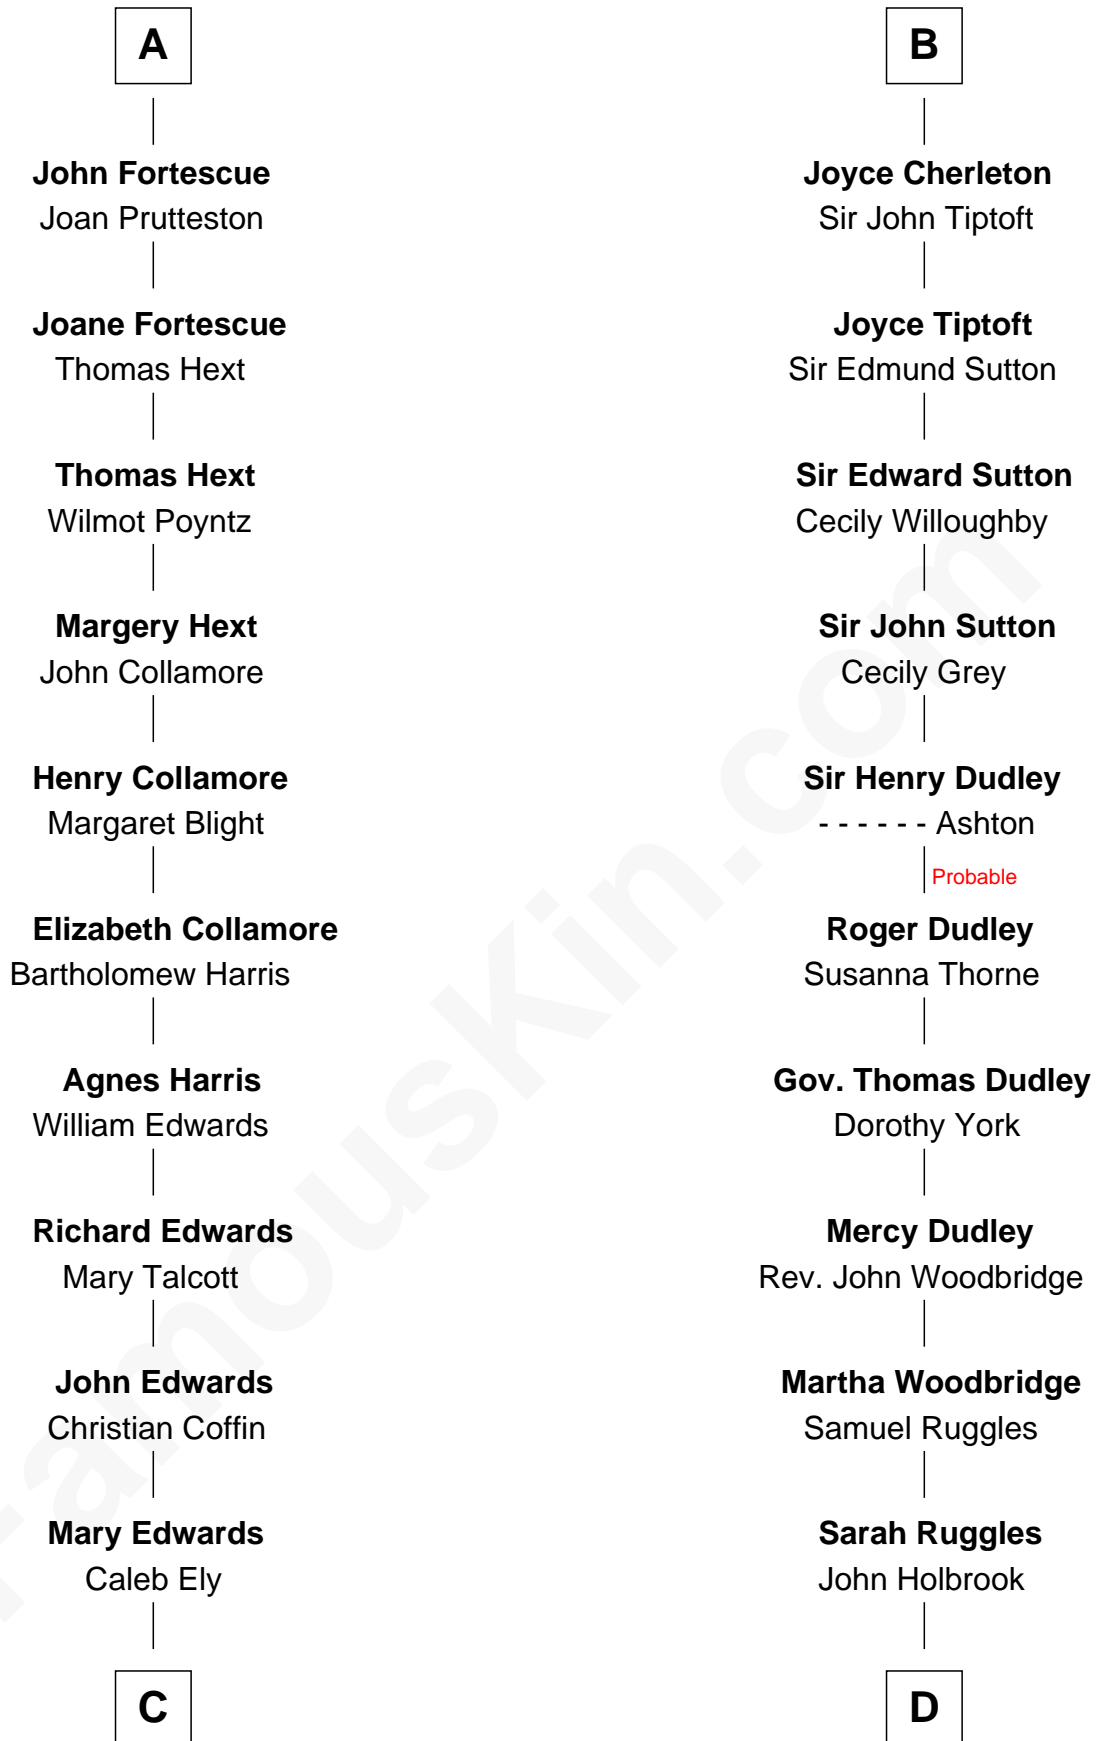 A
John Fortescue
Joan Prutteston
Joane Fortescue
Thomas Hext
Thomas Hext
Wilmot Poyntz
Margery Hext
John Collamore
Henry Collamore
Margaret Blight
Elizabeth Collamore
Bartholomew Harris
Agnes Harris
William Edwards
Richard Edwards
Mary Talcott
John Edwards
Christian Coffin
Mary Edwards
Caleb Ely
C
B
Joyce Cherleton
Sir John Tiptoft
Joyce Tiptoft
Sir Edmund Sutton
Sir Edward Sutton
Cecily Willoughby
Sir John Sutton
Cecily Grey
Sir Henry Dudley
- - - - - - Ashton
Probable
Roger Dudley
Susanna Thorne
Gov. Thomas Dudley
Dorothy York
Mercy Dudley
Rev. John Woodbridge
Martha Woodbridge
Samuel Ruggles
Sarah Ruggles
John Holbrook
D
FamousKin.com